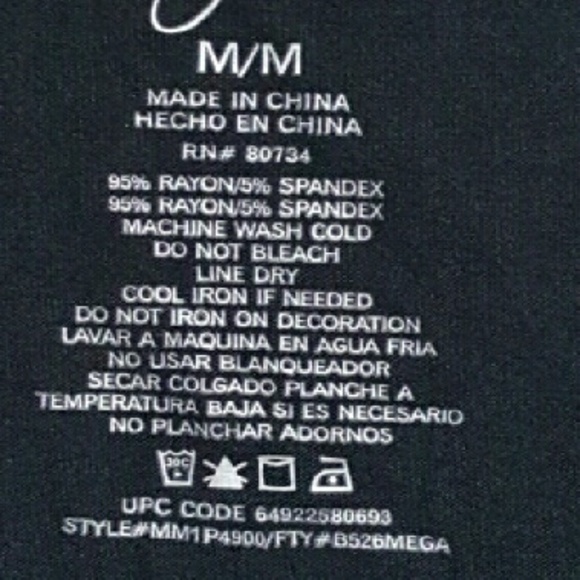 M/M
MADE IN CHINA
HECHO EN CHINA
RN# 80734
95% RAYON/5% SPANDEX
95% RAYON/5% SPANDEX
MACHINE WASH COLD
DO NOT BLEACH
LINE DRY
COOL IRON IF NEEDED
DO NOT IRON ON DECORATION
LAVAR A MAQUINA EN AGUA FRIA
NO USAR BLANQUEADOR
SECAR COLGADO PLANCHE A
TEMPERATURA BAJA SI ES NECESARIO
NO PLANCHAR ADORNOS
30C
UPC CODE 64922580693
STYLE#MM1P4900/FTY#B526MEGA